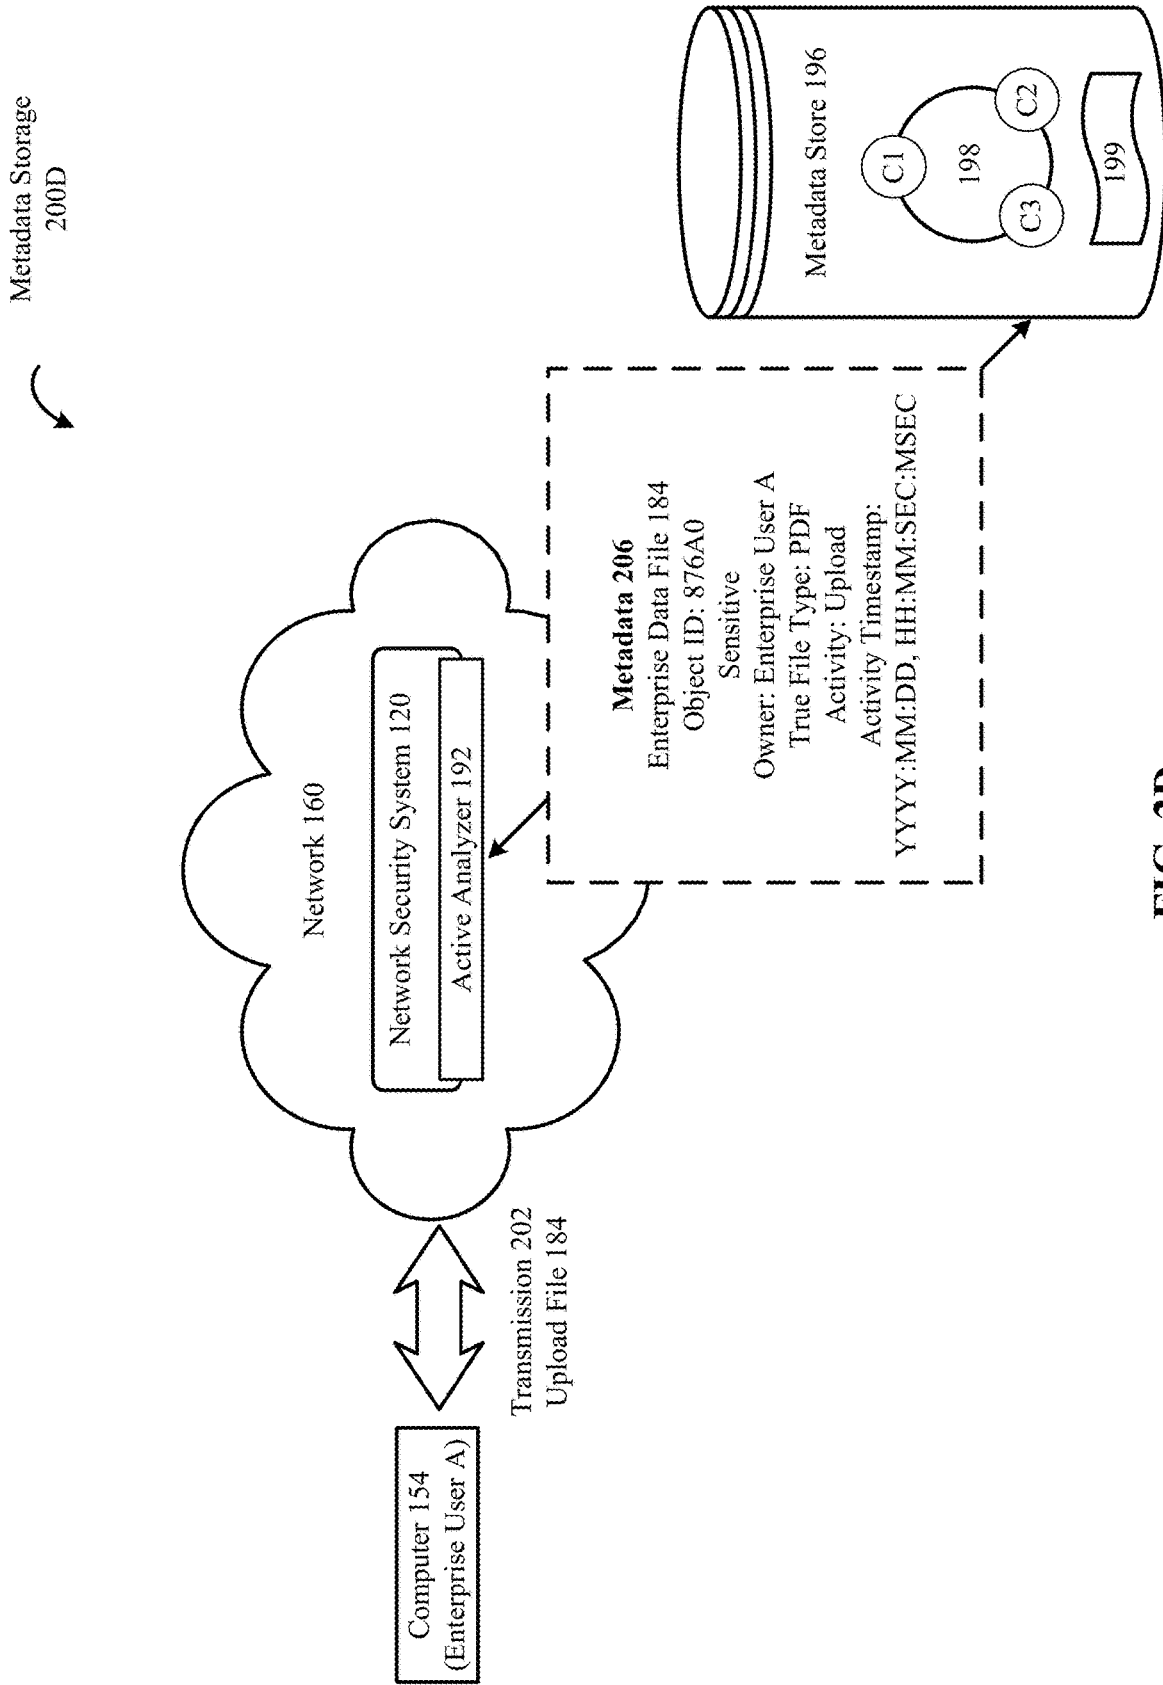 Metadata Storage
200D
Network 160
Network Security System 120
Active Analyzer 192
Computer 154
(Enterprise User A)
Transmission 202
Upload File 184
Metadata 206
Enterprise Data File 184
Object ID: 876A0
Sensitive
Owner: Enterprise User A
True File Type: PDF
Activity: Upload
Activity Timestamp:
YYYY:MM:DD, HH:MM:SEC:MSEC
Metadata Store 196
C1
198
C3
C2
199